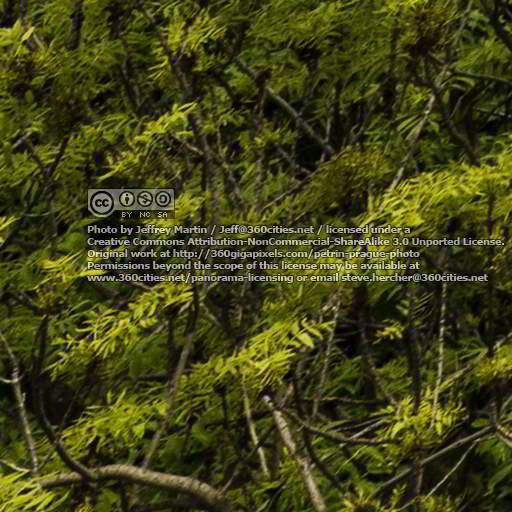 cc BY NC SA
Photo by Jeffrey Martin / Jeff@360cities.net / licensed under a
Creative Commons Attribution-NonCommercial-ShareAlike 3.0 Unported License.
Original work at http://360gigapixels.com/petrin-prague-photo
Permissions beyond the scope of this license may be available at
www.360cities.net/panorama-licensing or email steve.hercher@360cities.net